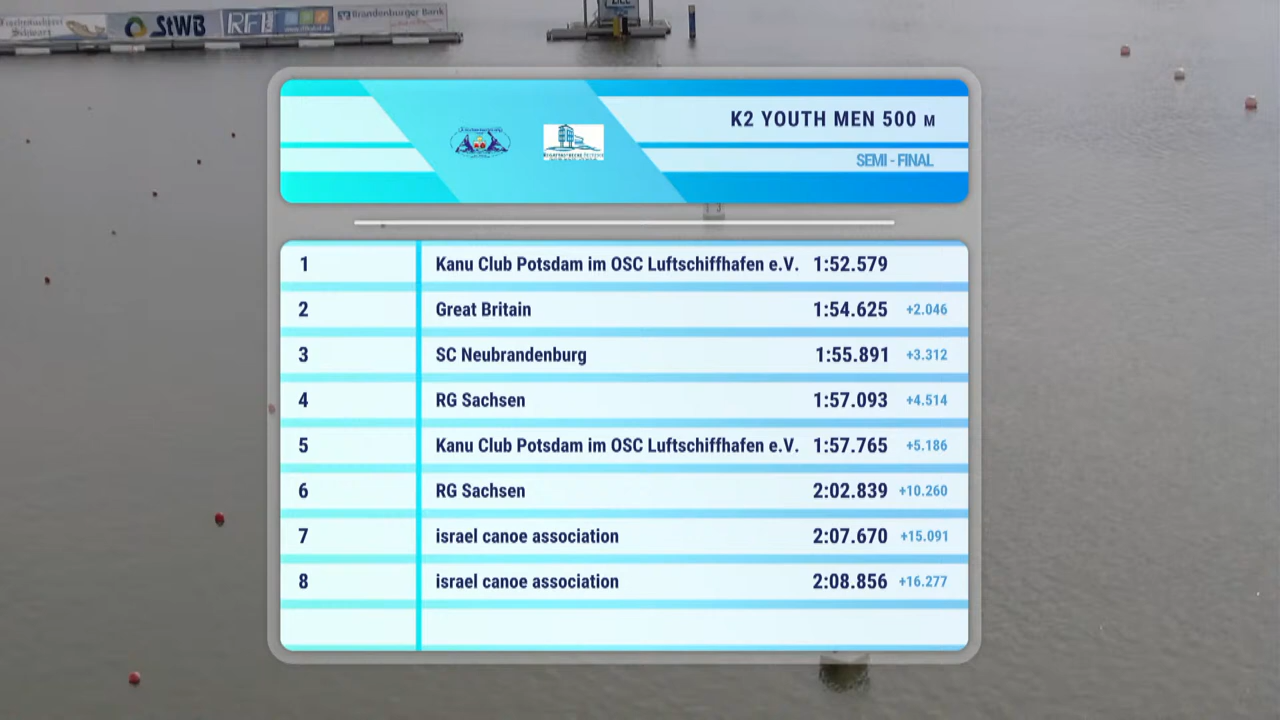 StWB
RFT
Brandenburger Bank
K2 YOUTH MEN 500 M
SEMI - FINAL
1 Kanu Club Potsdam im OSC Luftschiffhafen e.V. 1:52.579
2 Great Britain 1:54.625 +2.046
3 SC Neubrandenburg 1:55.891 +3.312
4 RG Sachsen 1:57.093 +4.514
5 Kanu Club Potsdam im OSC Luftschiffhafen e.V. 1:57.765 +5.186
6 RG Sachsen 2:02.839 +10.260
7 israel canoe association 2:07.670 +15.091
8 israel canoe association 2:08.856 +16.277